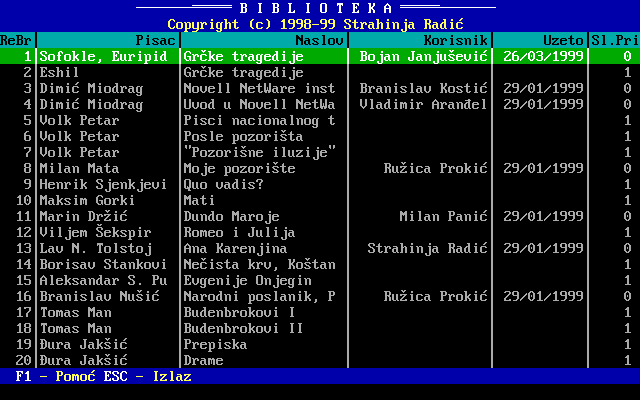 B I B L I O T E K A
Copyright (c) 1998-99 Strahinja Radić
ReBr Pisac Naslov Korisnik Uzeto Sl.Pri
1 Sofokle, Euripid Grčke tragedije Bojan Janjušević 26/03/1999 0
2 Eshil Grčke tragedije 1
3 Dimić Miodrag Novell NetWare inst Branislav Kostić 29/01/1999 0
4 Dimić Miodrag Uvod u Novell NetWa Vladimir Aranđel 29/01/1999 0
5 Volk Petar Pisci nacionalnog t 1
6 Volk Petar Posle pozorišta 1
7 Volk Petar "Pozorišne iluzije" 1
8 Milan Mata Moje pozorište Ružica Prokić 29/01/1999 0
9 Henrik Sjenkjevi Quo vadis? 1
10 Maksim Gorki Mati 1
11 Marin Držić Dundo Maroje Milan Panić 29/01/1999 0
12 Viljem Šekspir Romeo i Julija 1
13 Lav N. Tolstoj Ana Karenjina Strahinja Radić 29/01/1999 0
14 Borisav Stankovi Nečista krv, Koštan 1
15 Aleksandar S. Pu Evgenije Onjegin 1
16 Branislav Nušić Narodni poslanik, P Ružica Prokić 29/01/1999 0
17 Tomas Man Budenbrokovi I 1
18 Tomas Man Budenbrokovi II 1
19 Đura Jakšić Prepiska 1
20 Đura Jakšić Drame 1
F1 - Pomoć ESC - Izlaz